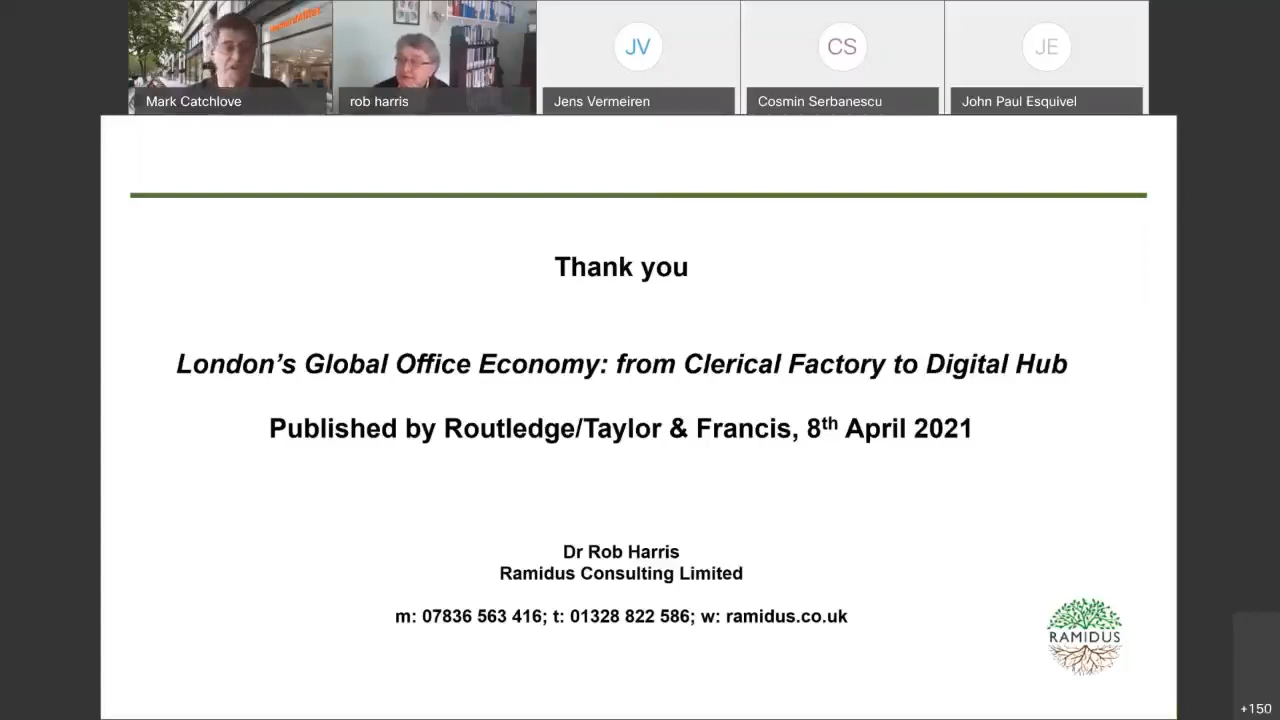 JV
CS
JE
Mark Catchlove
rob harris
Jens Vermeiren
Cosmin Serbanescu
John Paul Esquivel
Thank you
London's Global Office Economy: from Clerical Factory to Digital Hub
Published by Routledge/Taylor & Francis, 8th April 2021
Dr Rob Harris
Ramidus Consulting Limited
m: 07836 563 416; t: 01328 822 586; w: ramidus.co.uk
RAMIDUS
+150